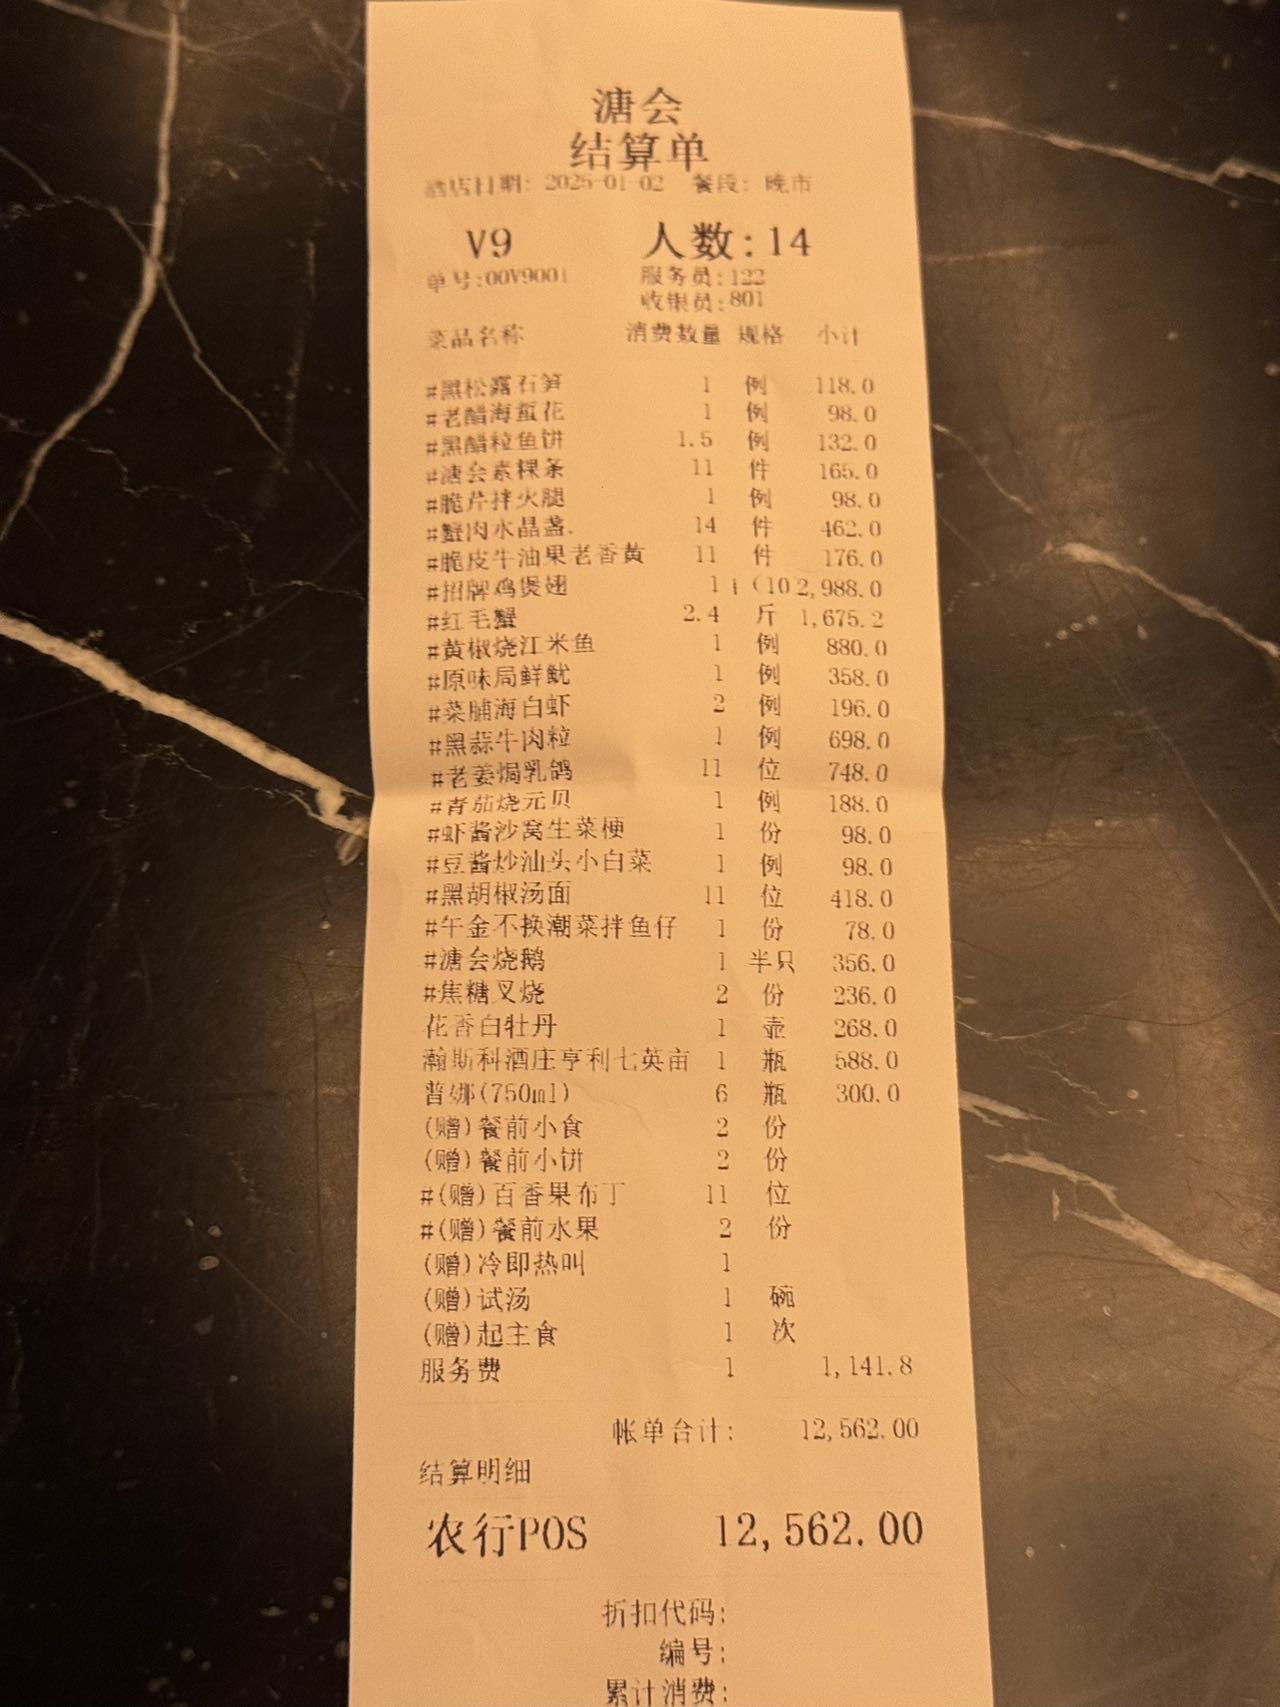 溏会
结算单
酒店日期: 2025-01-02 餐段: 晚市
V9 人数:14
单号:00V9001 服务员:122
收银员:801
菜品名称 消费数量 规格 小计
#黑松露石笋 1 例 118.0
#老醋海蜇花 1 例 98.0
#黑醋粒鱼饼 1.5 例 132.0
#溏会素粿条 11 件 165.0
#脆芹拌火腿 1 例 98.0
#蟹肉水晶盏. 14 件 462.0
#脆皮牛油果老香黄 11 件 176.0
#招牌鸡煲翅 1 (10 2,988.0
#红毛蟹 2.4 斤 1,675.2
#黄椒烧江米鱼 1 例 880.0
#原味局鲜鱿 1 例 358.0
#菜脯海白虾 2 例 196.0
#黑蒜牛肉粒 1 例 698.0
#老姜焗乳鸽 11 位 748.0
#青茄烧元贝 1 例 188.0
#虾酱沙窝生菜梗 1 份 98.0
#豆酱炒汕头小白菜 1 例 98.0
#黑胡椒汤面 11 位 418.0
#午金不换潮菜拌鱼仔 1 份 78.0
#溏会烧鹅 1 半只 356.0
#焦糖叉烧 2 份 236.0
花香白牡丹 1 壶 268.0
瀚斯科酒庄亨利七英亩 1 瓶 588.0
普娜(750ml) 6 瓶 300.0
(赠)餐前小食 2 份
(赠)餐前小饼 2 份
#(赠)百香果布丁 11 位
#(赠)餐前水果 2 份
(赠)冷即热叫 1
(赠)试汤 1 碗
(赠)起主食 1 次
服务费 1 1,141.8
帐单合计: 12,562.00
结算明细
农行POS 12,562.00
折扣代码:
编号:
累计消费: